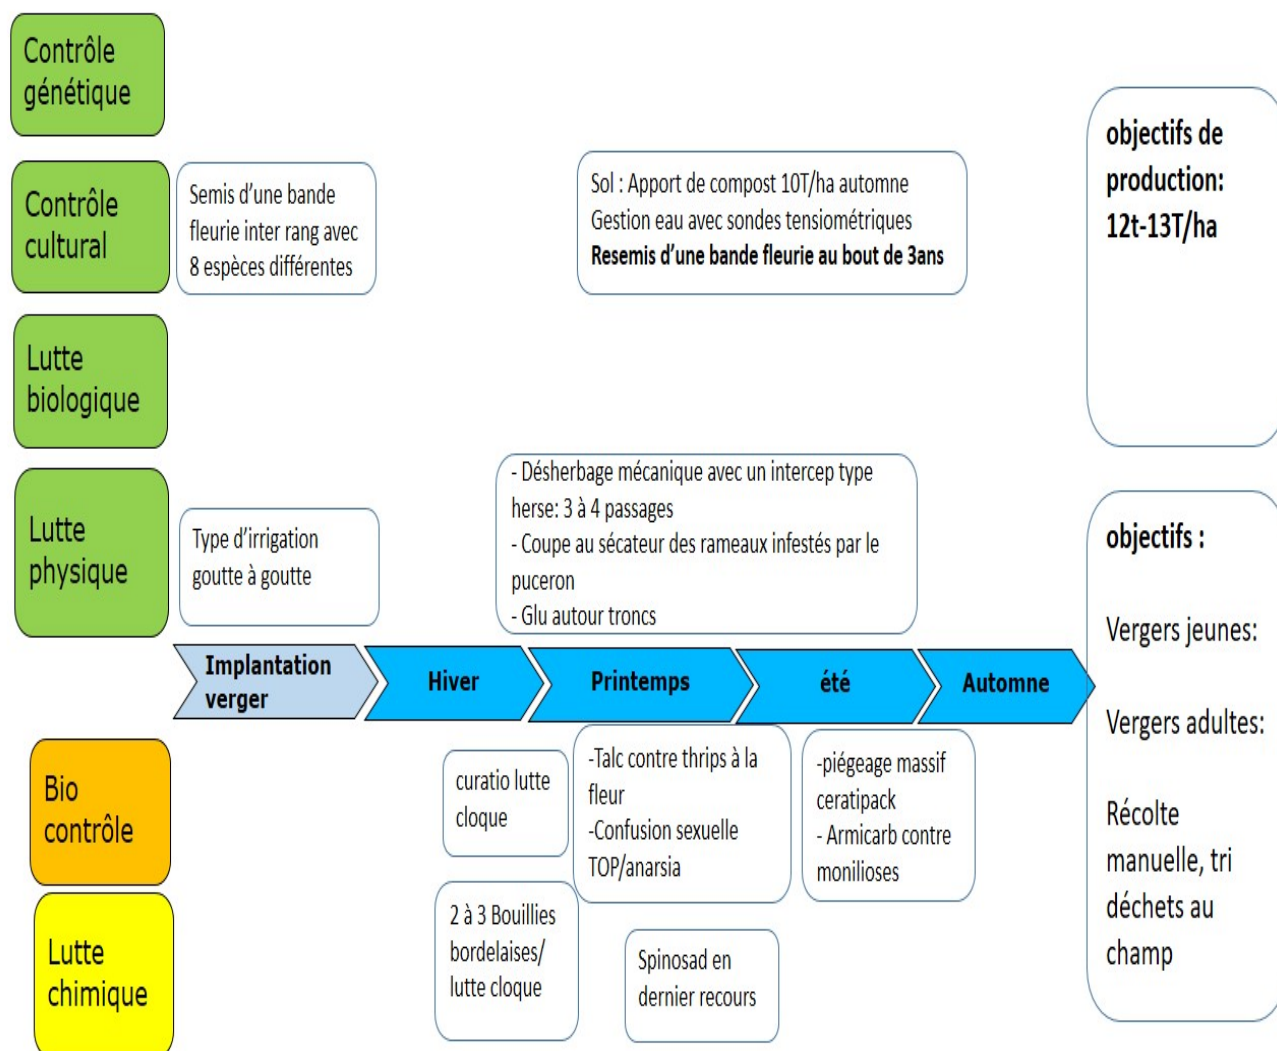 Contrôle
génétique
objectifs de
production:
12t-13T/ha
Contrôle
cultural
Semis d’une bande
fleurie inter rang avec
8 espèces différentes
Sol : Apport de compost 10T/ha automne
Gestion eau avec sondes tensiométriques
Resemis d’une bande fleurie au bout de 3ans
Lutte
biologique
Lutte
physique
Type d’irrigation
goutte à goutte
- Désherbage mécanique avec un intercep type
herse: 3 à 4 passages
- Coupe au sécateur des rameaux infestés par le
puceron
- Glu autour troncs
objectifs :
Vergers jeunes:
Vergers adultes:
Récolte
manuelle, tri
déchets au
champ
Implantation
verger
Hiver
Printemps
été
Automne
Bio
contrôle
curatio lutte
cloque
-Talc contre thrips à la
fleur
-Confusion sexuelle
TOP/anarsia
-piégeage massif
ceratipack
- Armicarb contre
monilioses
Lutte
chimique
2 à 3 Bouillies
bordelaises/
lutte cloque
Spinosad en
dernier recours